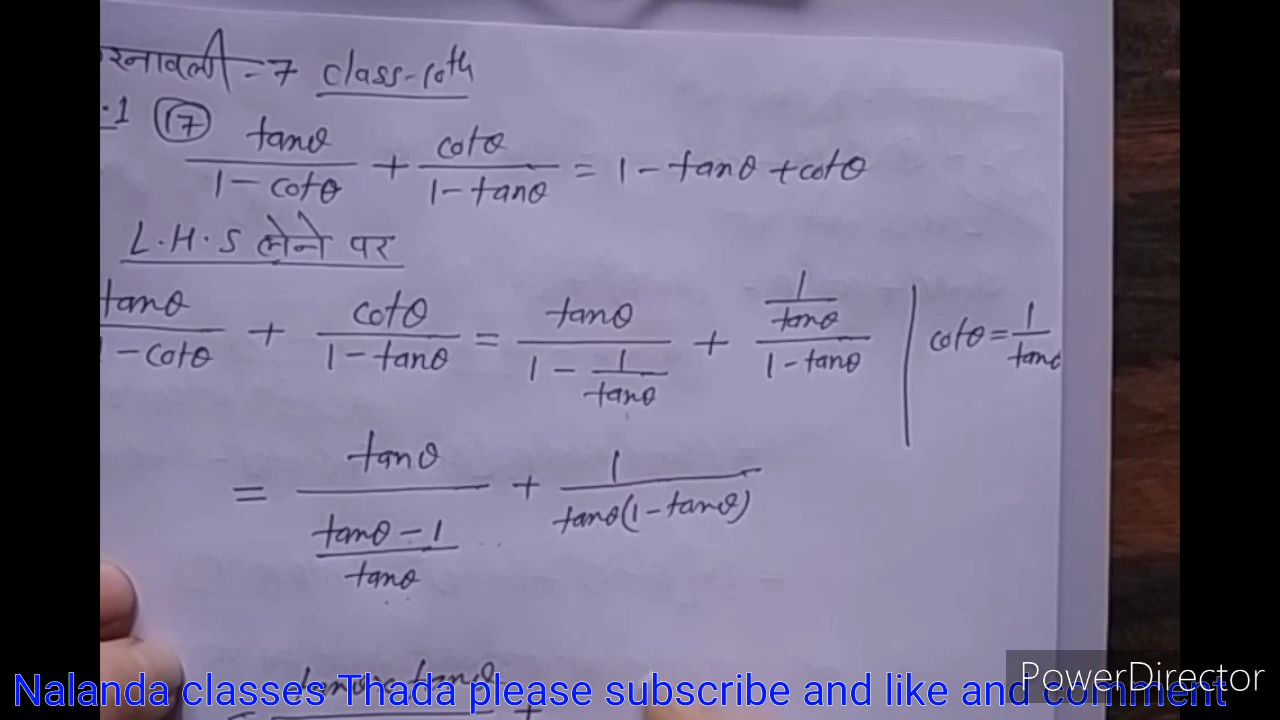 रनावली - 7 class-10th
.1 (17) tanθ/(1 - cotθ) + cotθ/(1 - tanθ) = 1 - tanθ + cotθ
L.H.S लेने पर
tanθ/( - cotθ) + cotθ/(1 - tanθ) = tanθ/(1 - 1/tanθ) + (1/tanθ)/(1 - tanθ) | cotθ = 1/tanθ
= tanθ/((tanθ - 1)/tanθ) + 1/(tanθ(1 - tanθ))
Nalanda classes Thada please subscribe and like and comment
PowerDirector